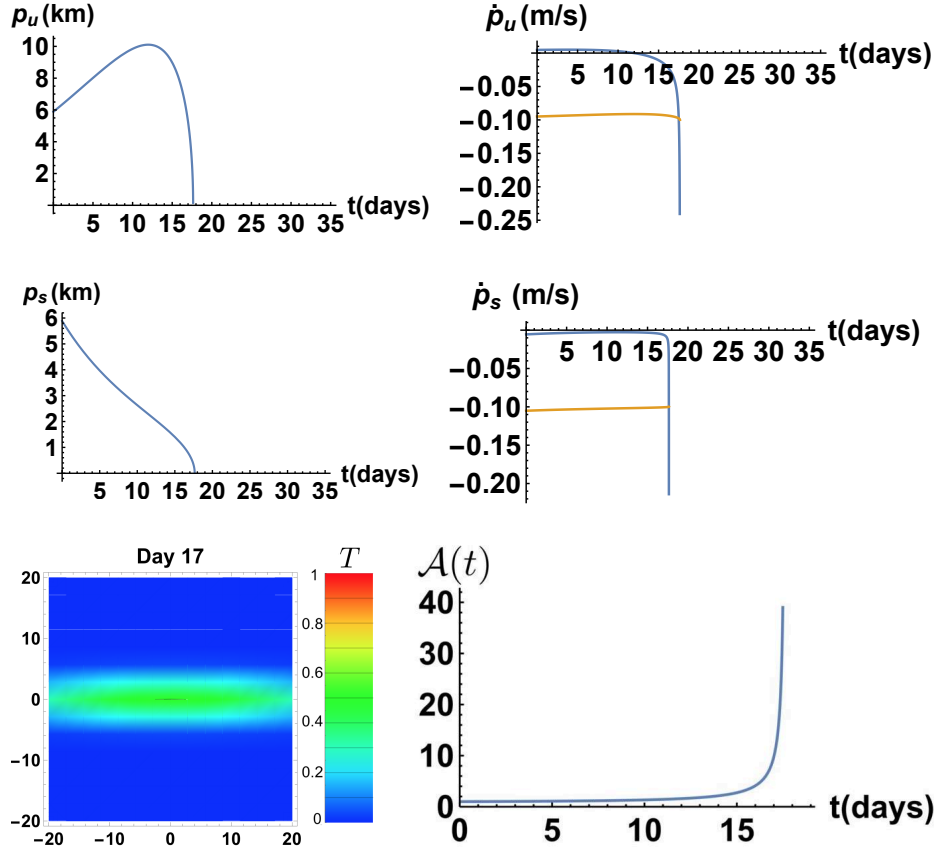 p_u (km)
10
8
6
4
2
5 10 15 20 25 30 35
t(days)
ṗ_u (m/s)
5 10 15 20 25 30 35
t(days)
−0.05
−0.10
−0.15
−0.20
−0.25
p_s (km)
6
5
4
3
2
1
5 10 15 20 25 30 35
t(days)
ṗ_s (m/s)
5 10 15 20 25 30 35
t(days)
−0.05
−0.10
−0.15
−0.20
Day 17
20
10
0
−10
−20
−20 −10 0 10 20
T
1
0.8
0.6
0.4
0.2
0
𝒜(t)
40
30
20
10
0
0 5 10 15
t(days)